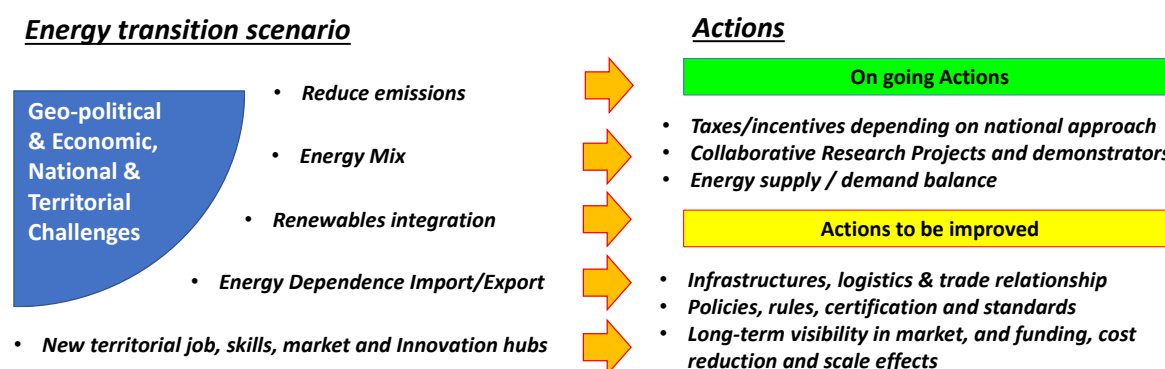 Energy transition scenario
Geo-political
& Economic,
National &
Territorial
Challenges
• Reduce emissions
• Energy Mix
• Renewables integration
• Energy Dependence Import/Export
• New territorial job, skills, market and Innovation hubs
Actions
On going Actions
• Taxes/incentives depending on national approach
• Collaborative Research Projects and demonstrators
• Energy supply / demand balance
Actions to be improved
• Infrastructures, logistics & trade relationship
• Policies, rules, certification and standards
• Long-term visibility in market, and funding, cost
reduction and scale effects